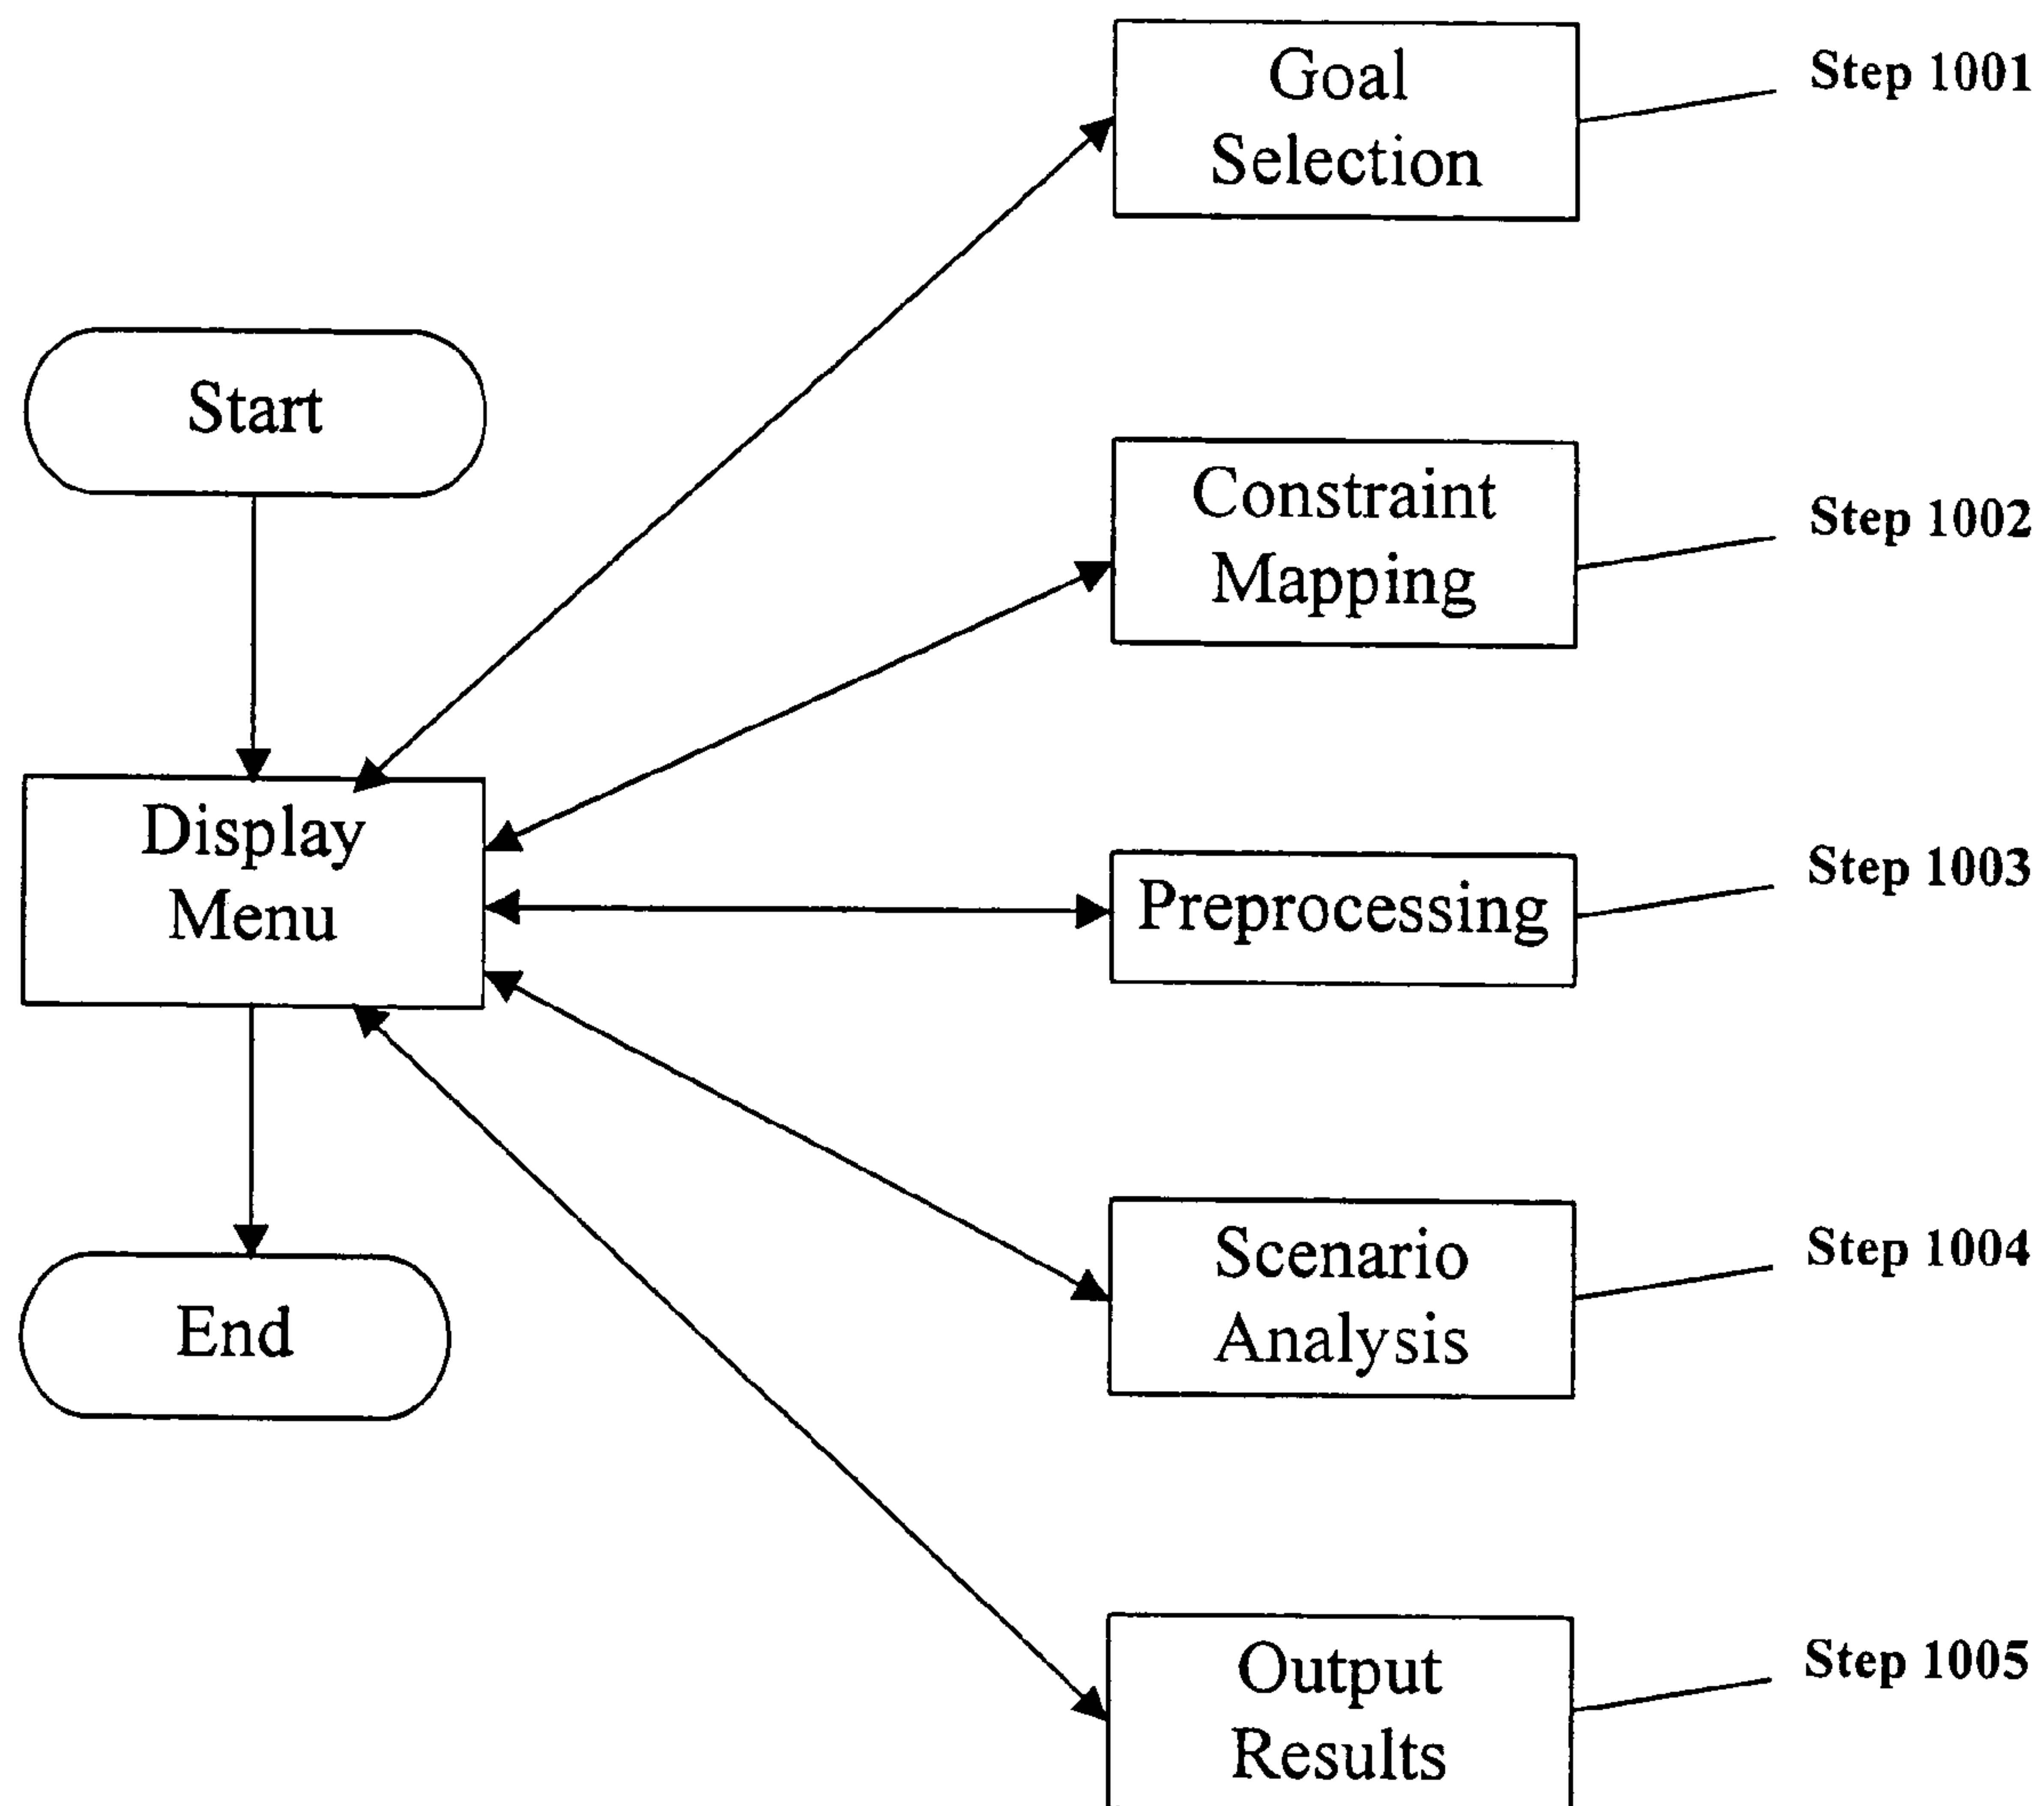 Goal
Selection
Step 1001
Start
Constraint
Mapping
Step 1002
Display
Menu
Preprocessing
Step 1003
Scenario
Analysis
Step 1004
End
Output
Results
Step 1005